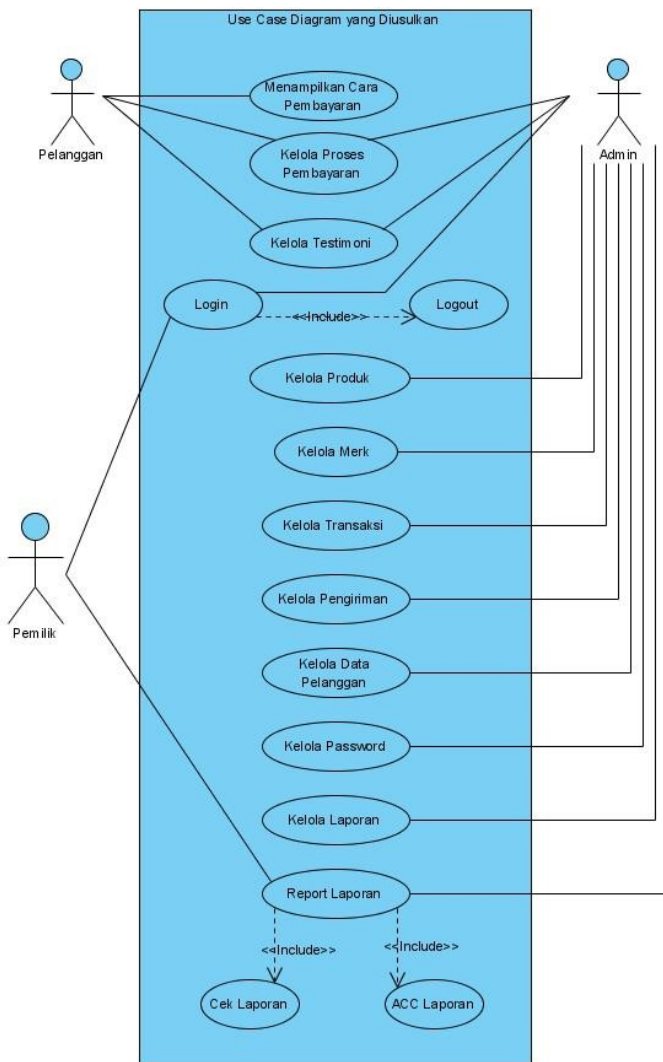 Use Case Diagram yang Diusulkan
Menampilkan Cara
Pembayaran
Pelanggan
Admin
Kelola Proses
Pembayaran
Kelola Testimoni
Login
<<Include>>
Logout
Kelola Produk
Kelola Merk
Kelola Transaksi
Kelola Pengiriman
Pemilik
Kelola Data
Pelanggan
Kelola Password
Kelola Laporan
Report Laporan
<<Include>>
<<Include>>
Cek Laporan
ACC Laporan